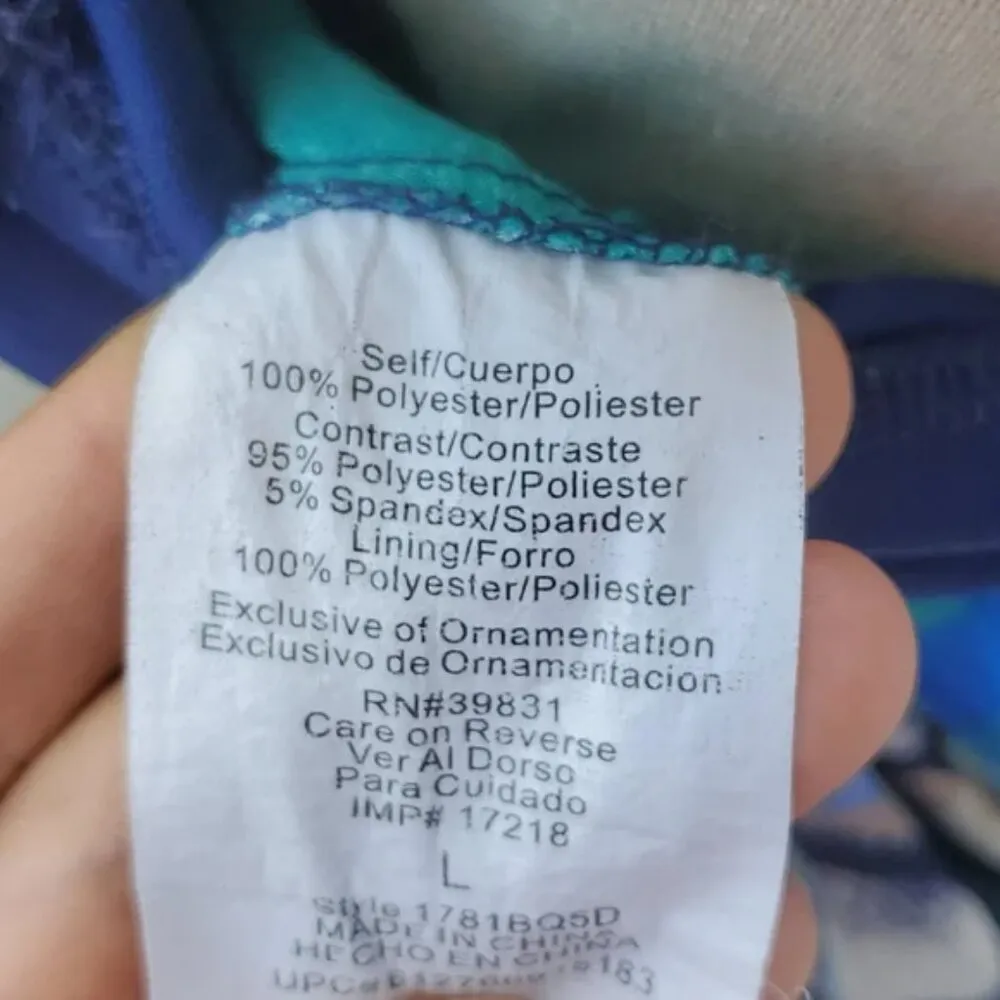 Self/Cuerpo
100% Polyester/Poliester
Contrast/Contraste
95% Polyester/Poliester
5% Spandex/Spandex
Lining/Forro
100% Polyester/Poliester
Exclusive of Ornamentation
Exclusivo de Ornamentacion
RN#39831
Care on Reverse
Ver Al Dorso
Para Cuidado
IMP# 17218
L
Style 1781BQ5D
MADE IN CHINA
HECHO EN CHINA